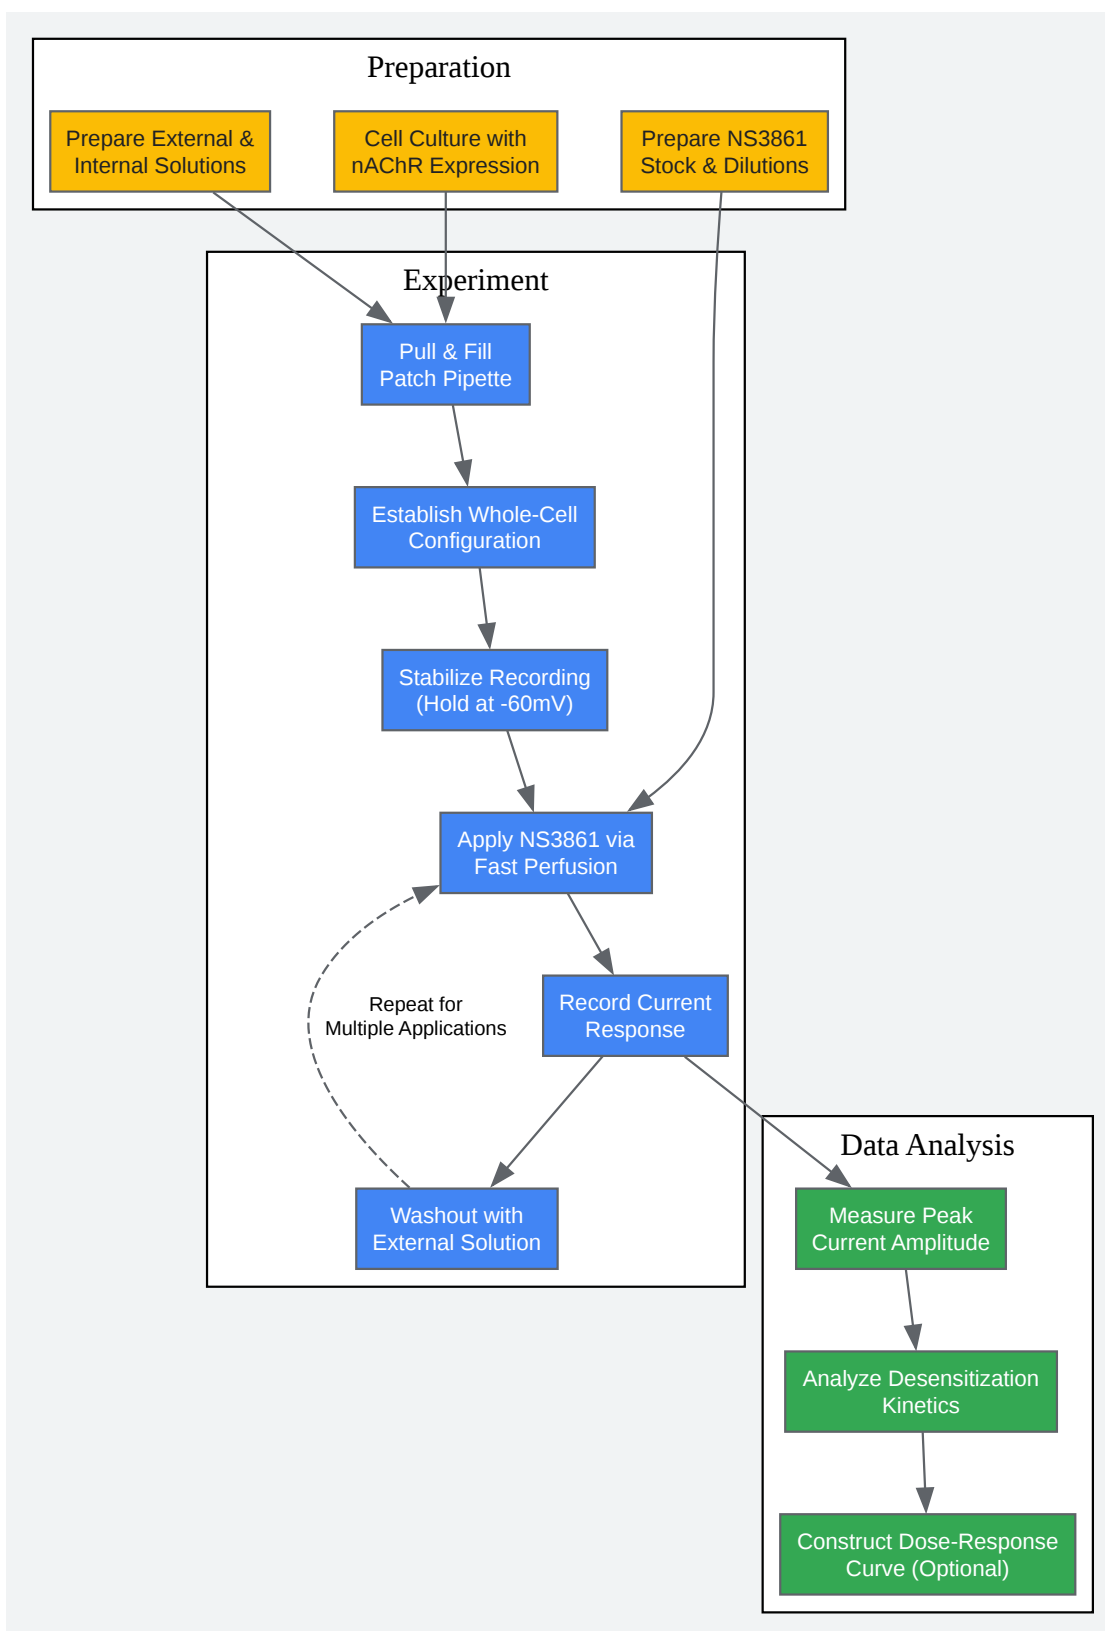 Preparation
Prepare External &
Internal Solutions
Cell Culture with
nAChR Expression
Prepare NS3861
Stock & Dilutions
Experiment
Pull & Fill
Patch Pipette
Establish Whole-Cell
Configuration
Stabilize Recording
(Hold at -60mV)
Apply NS3861 via
Fast Perfusion
Repeat for
Multiple Applications
Record Current
Response
Washout with
External Solution
Data Analysis
Measure Peak
Current Amplitude
Analyze Desensitization
Kinetics
Construct Dose-Response
Curve (Optional)